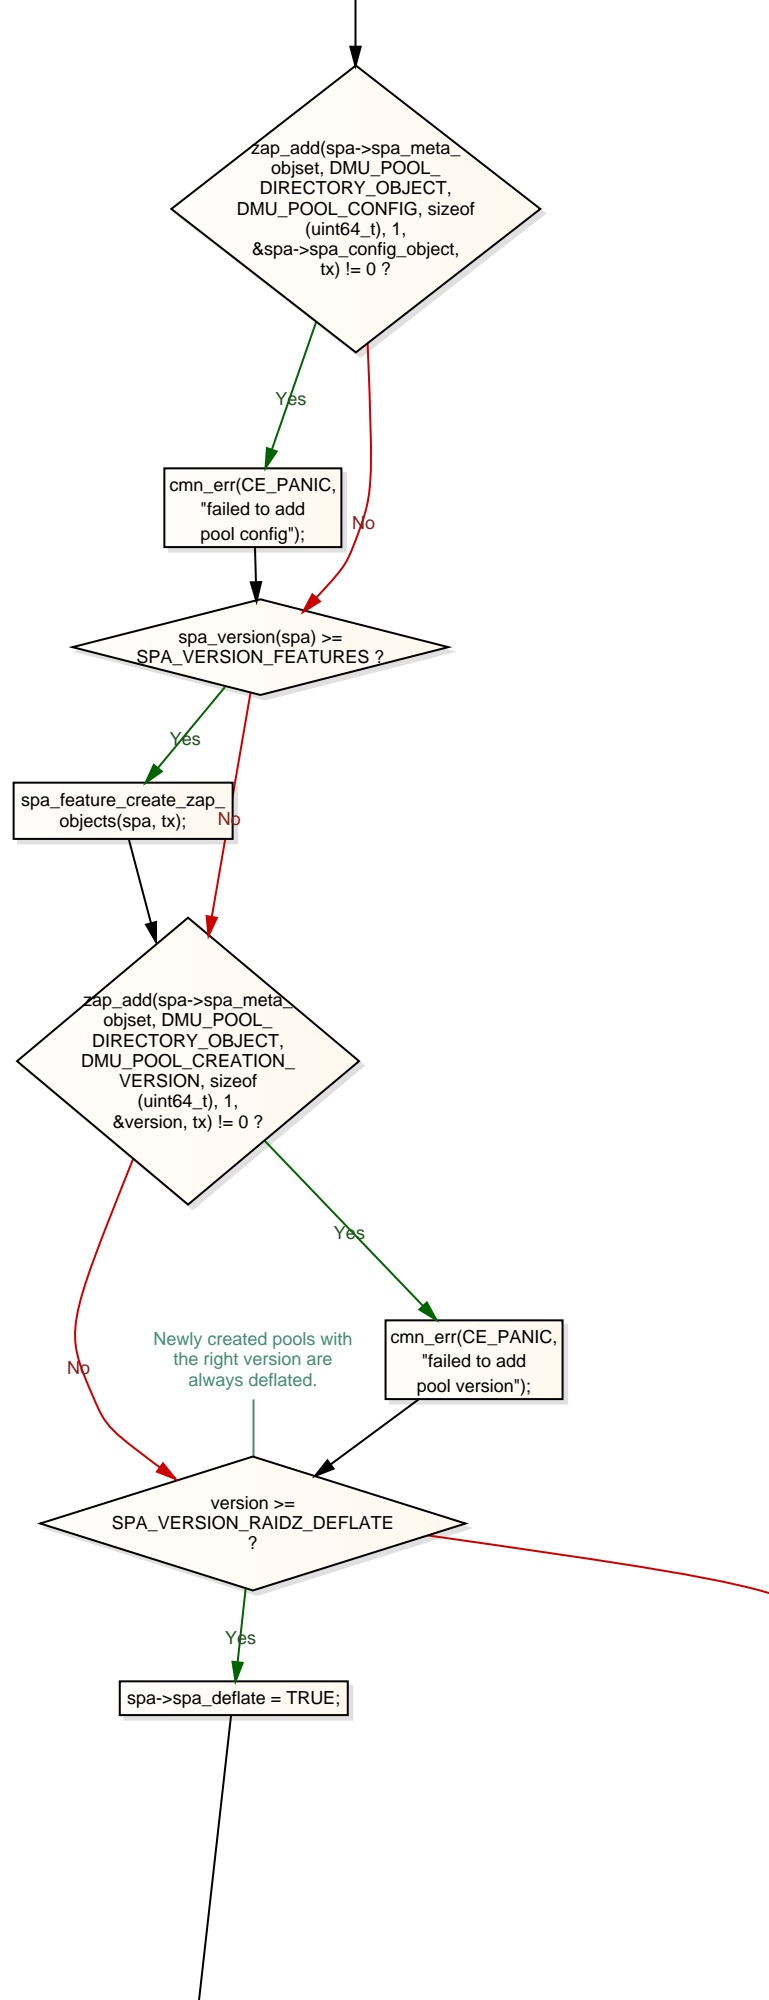 zap_add(spa->spa_meta_
objset, DMU_POOL_
DIRECTORY_OBJECT,
DMU_POOL_CONFIG, sizeof
(uint64_t), 1,
&spa->spa_config_object,
tx) != 0 ?
Yes
cmn_err(CE_PANIC,
"failed to add
pool config");
No
spa_version(spa) >=
SPA_VERSION_FEATURES ?
Yes
spa_feature_create_zap_
objects(spa, tx);
No
zap_add(spa->spa_meta_
objset, DMU_POOL_
DIRECTORY_OBJECT,
DMU_POOL_CREATION_
VERSION, sizeof
(uint64_t), 1,
&version, tx) != 0 ?
Yes
cmn_err(CE_PANIC,
"failed to add
pool version");
Newly created pools with
the right version are
always deflated.
No
version >=
SPA_VERSION_RAIDZ_DEFLATE
?
Yes
spa->spa_deflate = TRUE;